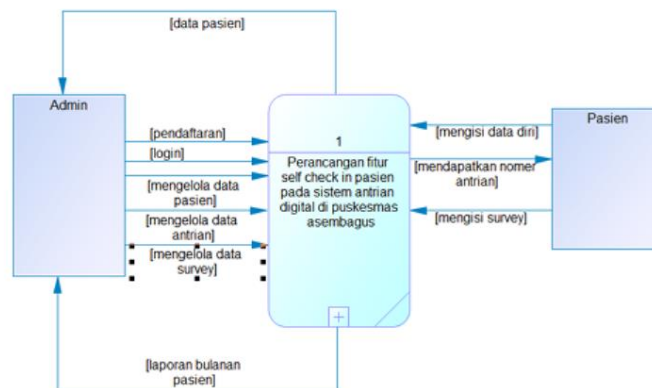 [data pasien]
Admin
[pendaftaran]
[login]
[mengelola data
pasien]
[mengelola data
antrian]
[mengelola data
survey]
1
Perancangan fitur
self check in pasien
pada sistem antrian
digital di puskesmas
asembagus
Pasien
[mengisi data diri]
[mendapatkan nomer
antrian]
[mengisi survey]
[laporan bulanan
pasien]